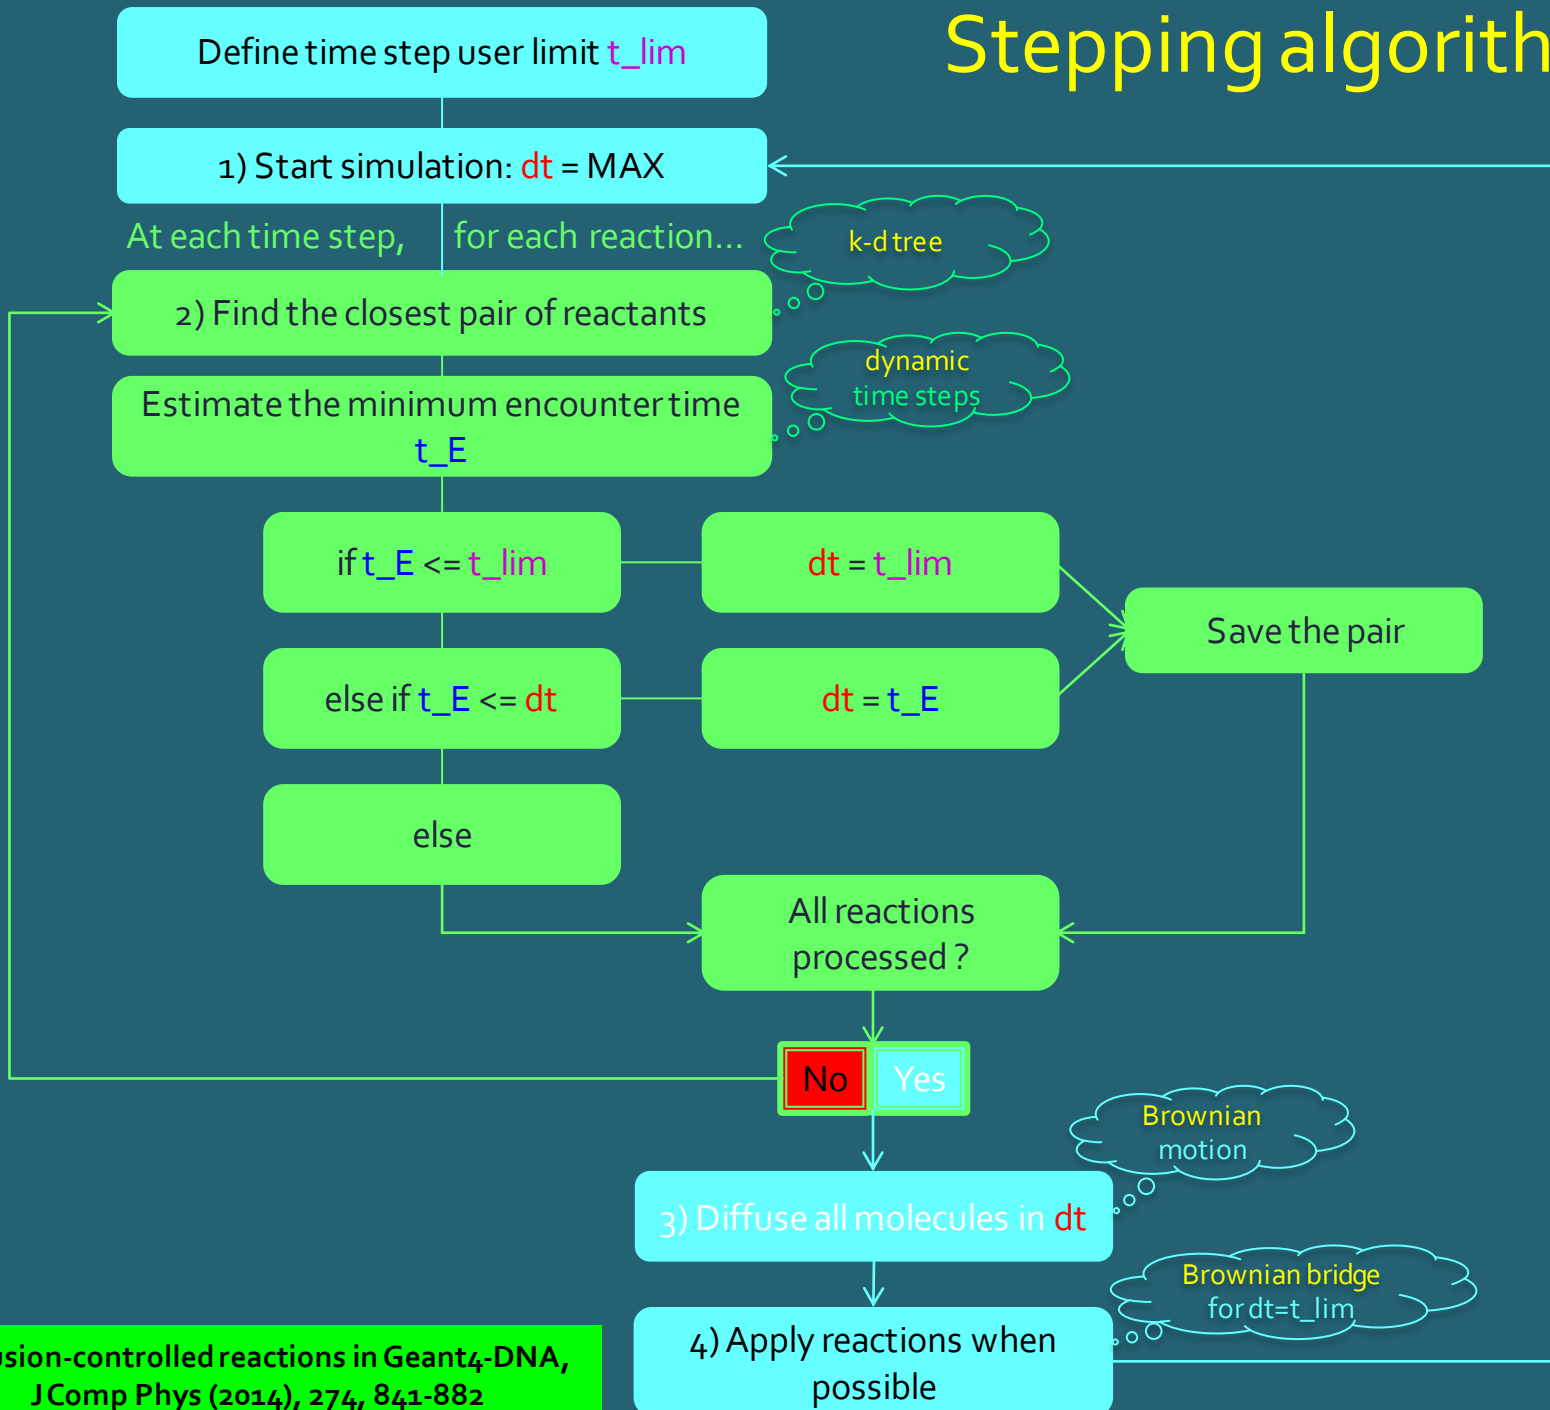 Stepping algorith
Define time step user limit t_lim
1) Start simulation: dt = MAX
At each time step, for each reaction...
k-d tree
2) Find the closest pair of reactants
dynamic
time steps
Estimate the minimum encounter time
t_E
if t_E <= t_lim
dt = t_lim
Save the pair
else if t_E <= dt
dt = t_E
else
All reactions
processed ?
No
Yes
Brownian
motion
3) Diffuse all molecules in dt
Brownian bridge
for dt=t_lim
4) Apply reactions when
possible
usion-controlled reactions in Geant4-DNA,
J Comp Phys (2014), 274, 841-882